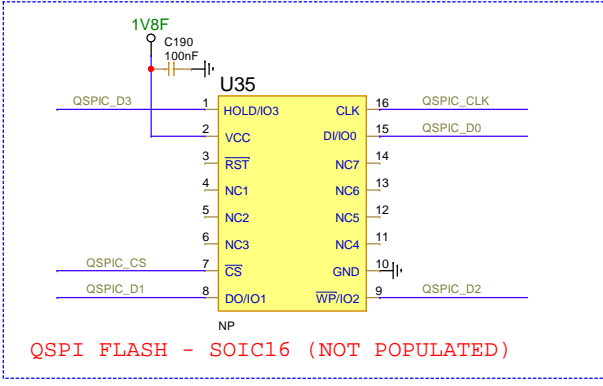 1V8F
C190
100nF
U35
QSPIC_D3 1 HOLD/IO3 CLK 16 QSPIC_CLK
2 VCC DI/IO0 15 QSPIC_D0
3 RST NC7 14
4 NC1 NC6 13
5 NC2 NC5 12
6 NC3 NC4 11
QSPIC_CS 7 CS GND 10
QSPIC_D1 8 DO/IO1 WP/IO2 9 QSPIC_D2
NP
QSPI FLASH - SOIC16 (NOT POPULATED)